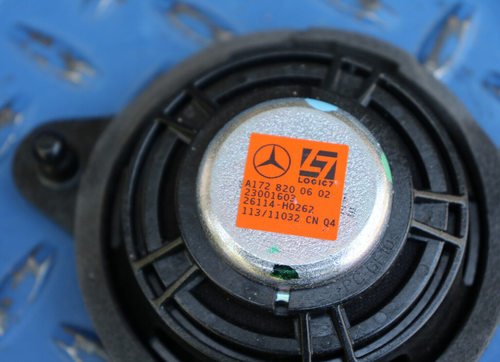 LOGIC7
A172 820 06 02
23001603
26114-H0262
113/11032 CN Q4